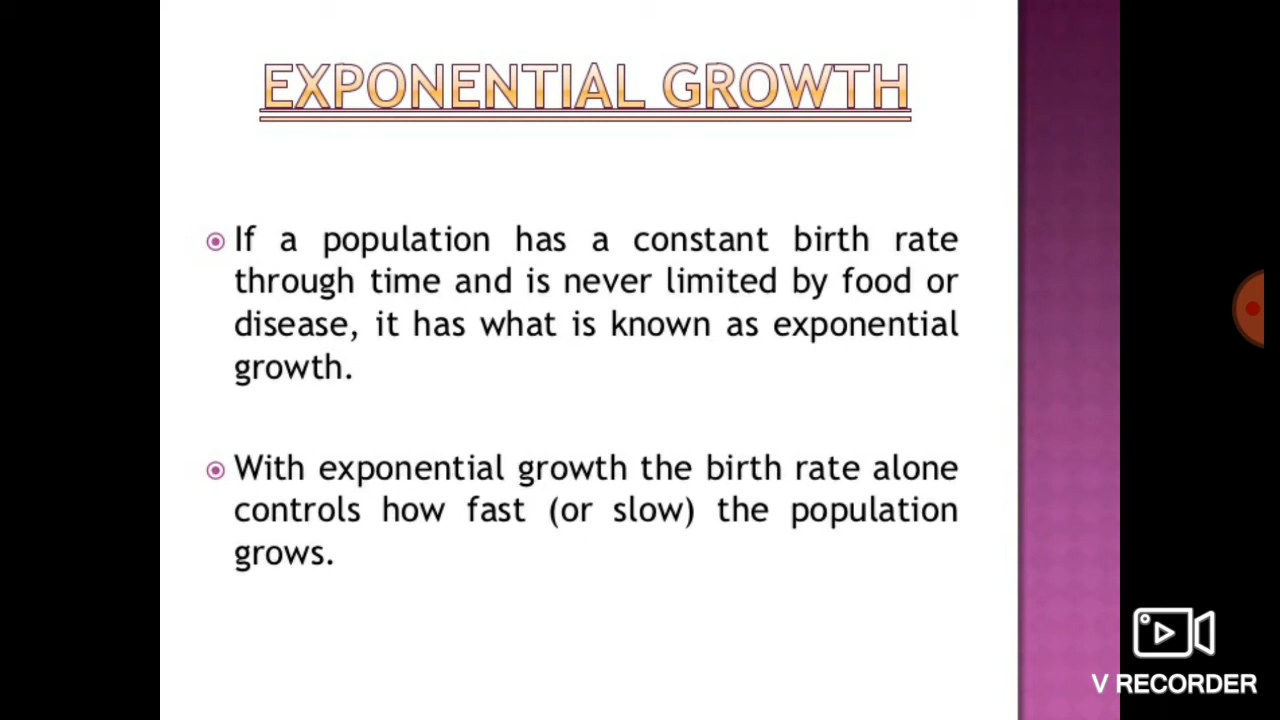 EXPONENTIAL GROWTH
If a population has a constant birth rate
through time and is never limited by food or
disease, it has what is known as exponential
growth.
With exponential growth the birth rate alone
controls how fast (or slow) the population
grows.
V RECORDER